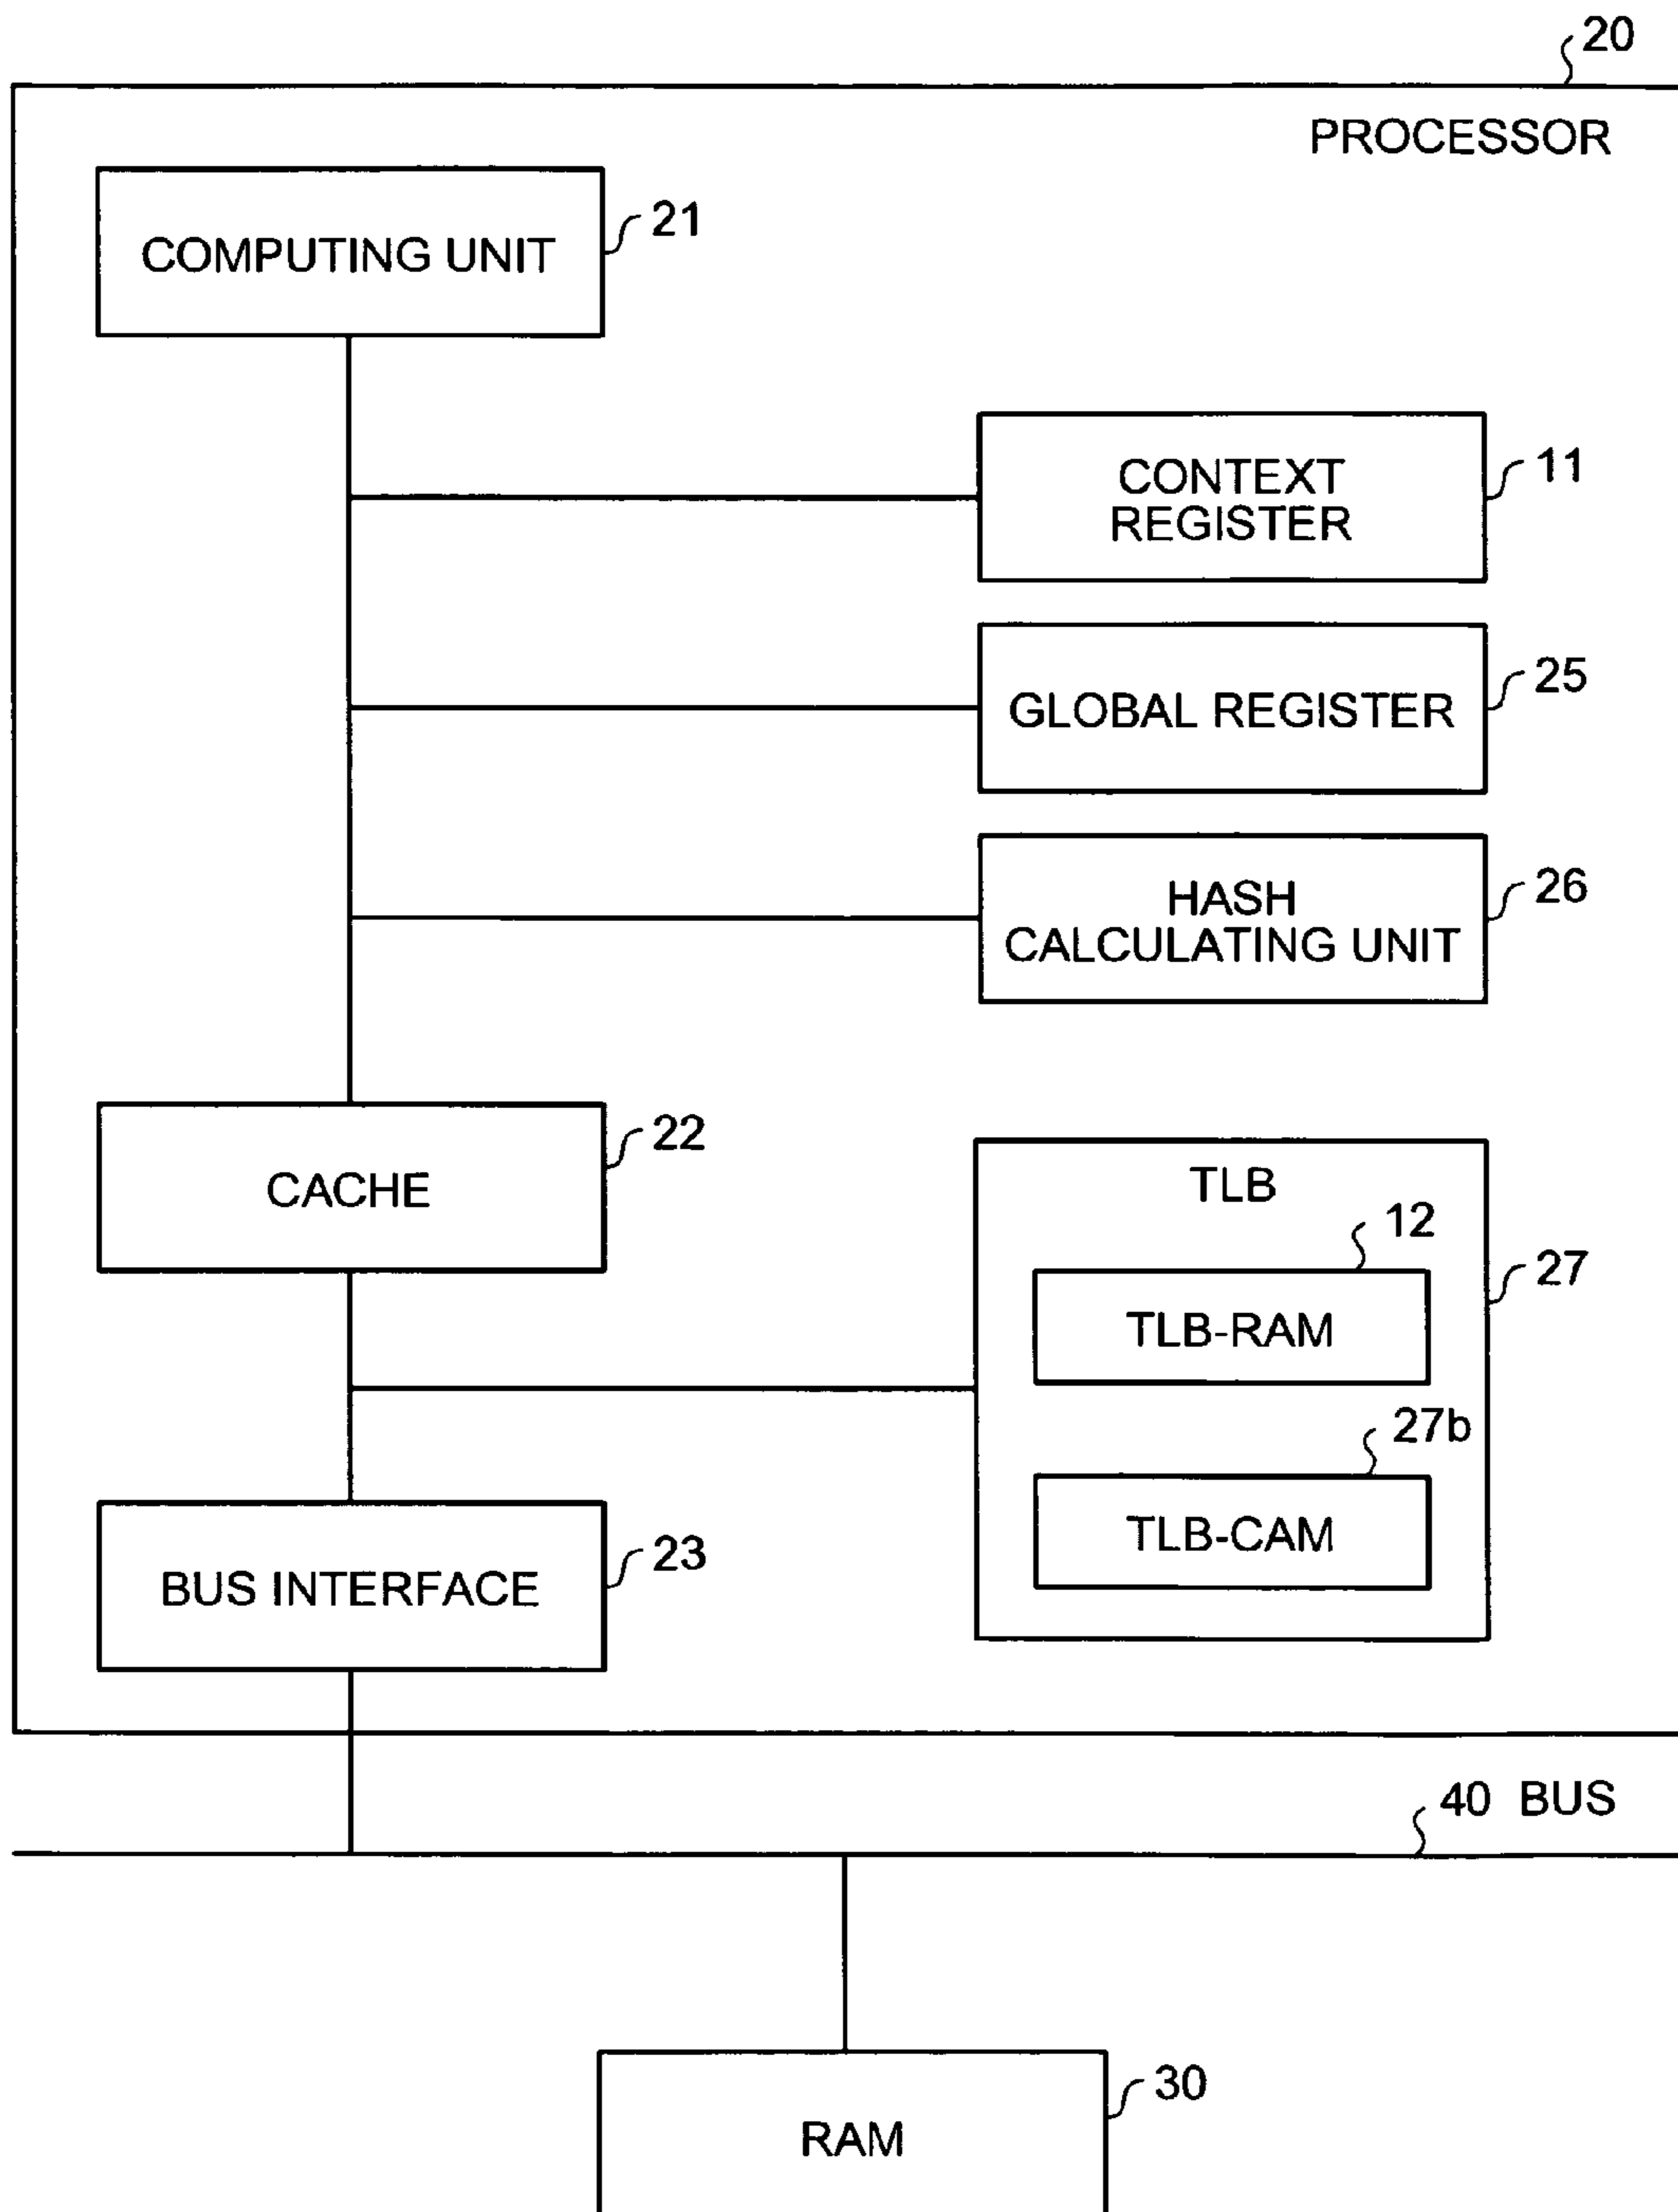 20
PROCESSOR
21
COMPUTING UNIT
11
CONTEXT
REGISTER
25
GLOBAL REGISTER
26
HASH
CALCULATING UNIT
22
CACHE
TLB
12
27
TLB-RAM
27b
TLB-CAM
23
BUS INTERFACE
40 BUS
30
RAM